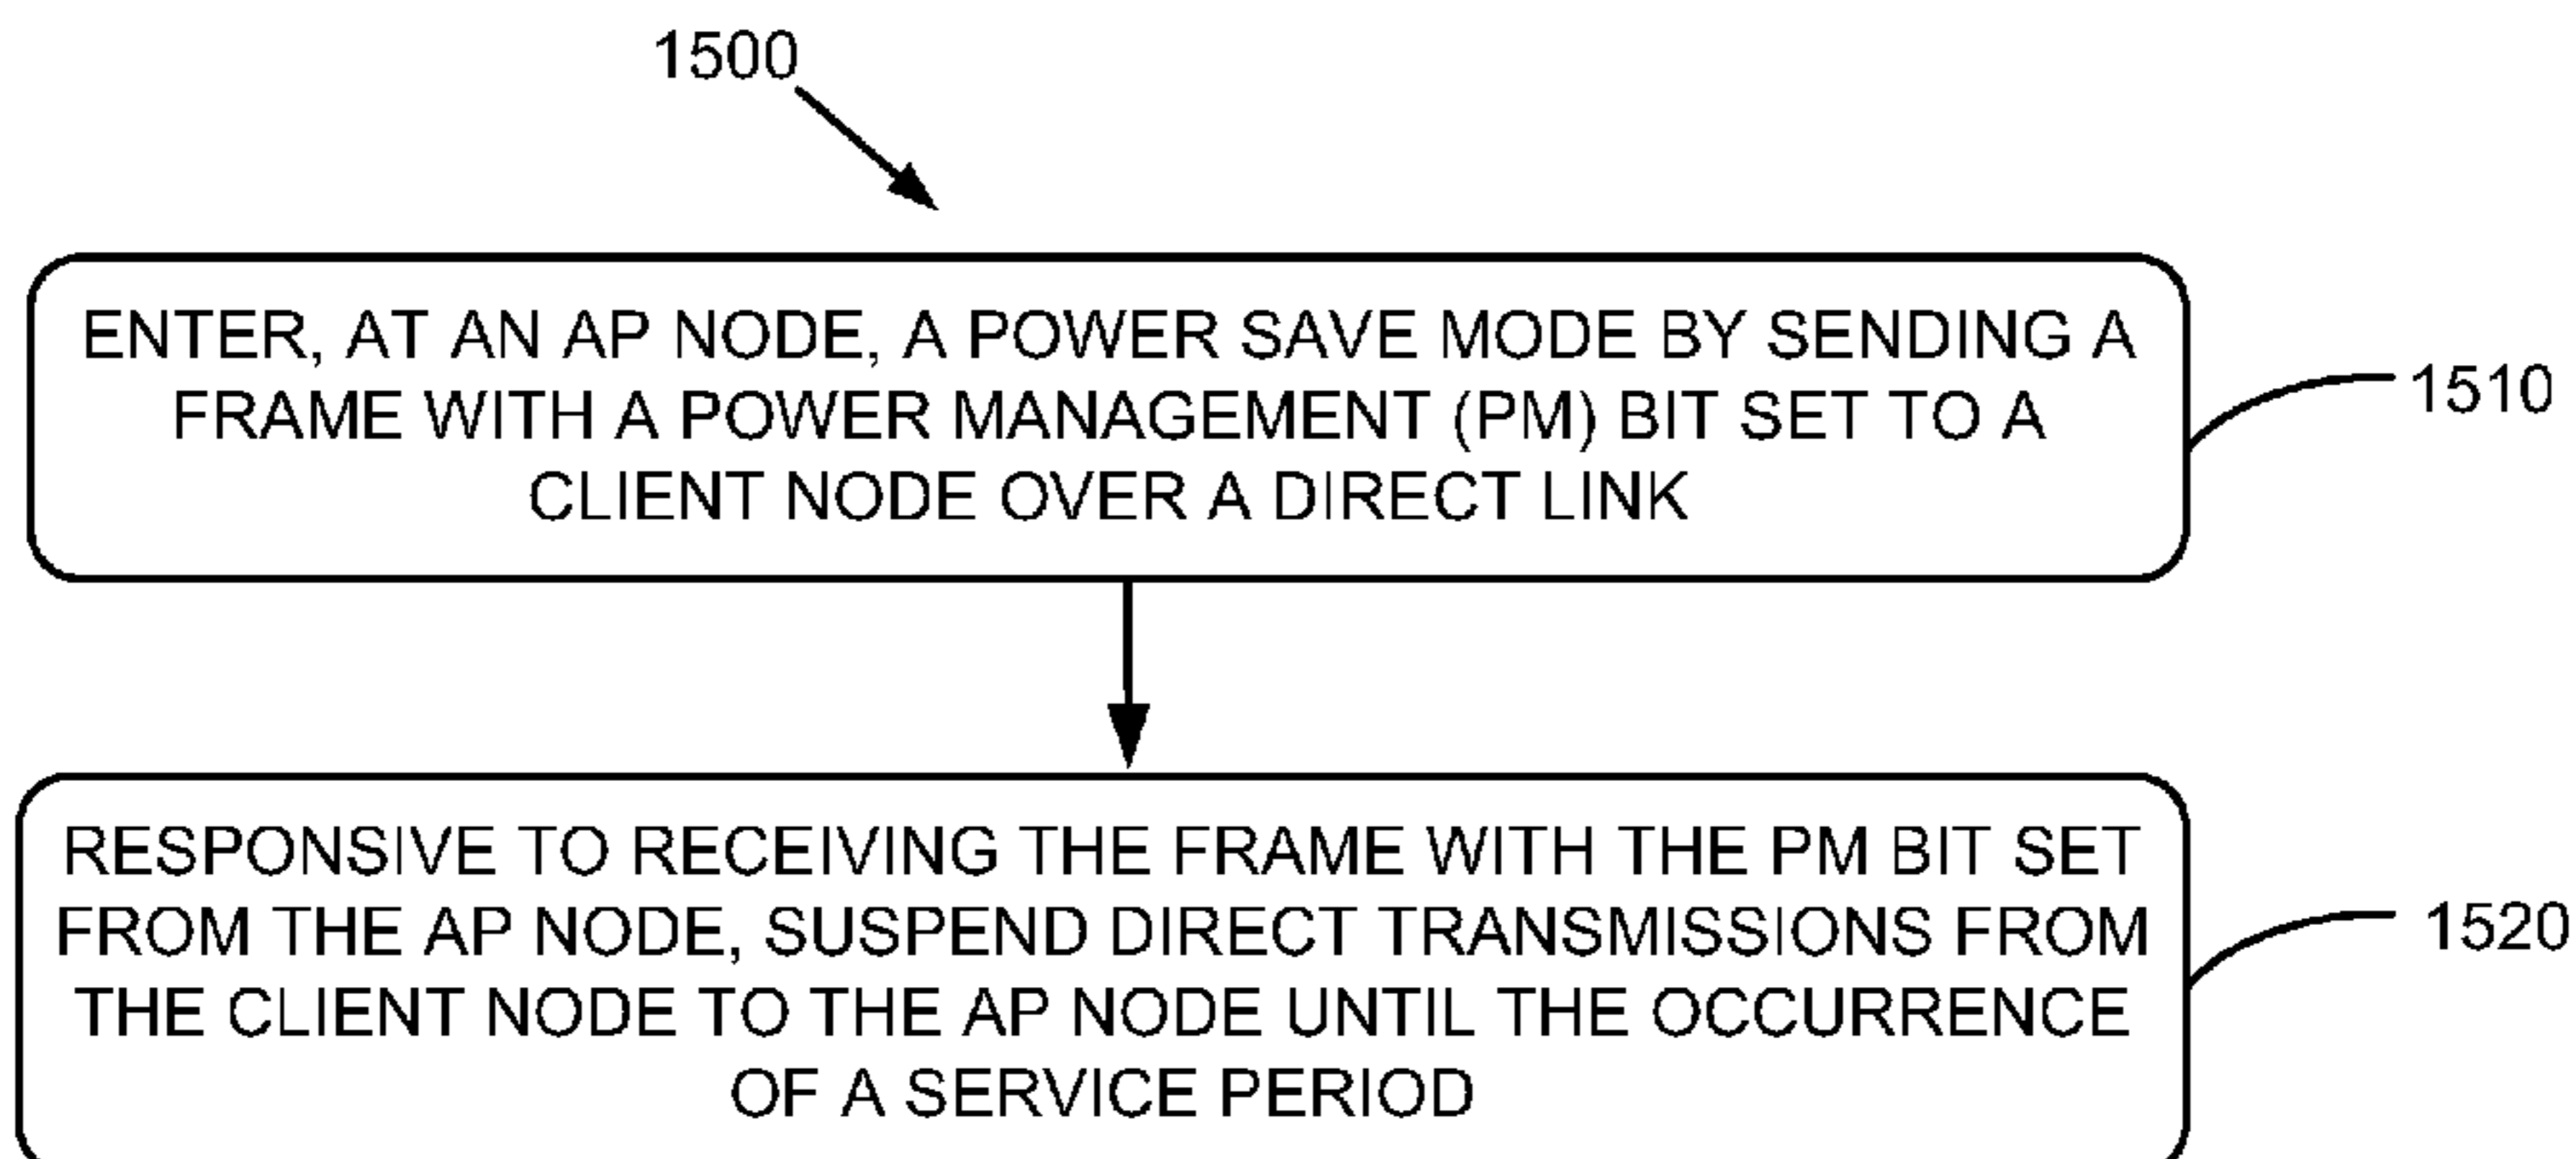 1500
ENTER, AT AN AP NODE, A POWER SAVE MODE BY SENDING A
FRAME WITH A POWER MANAGEMENT (PM) BIT SET TO A
CLIENT NODE OVER A DIRECT LINK
1510
RESPONSIVE TO RECEIVING THE FRAME WITH THE PM BIT SET
FROM THE AP NODE, SUSPEND DIRECT TRANSMISSIONS FROM
THE CLIENT NODE TO THE AP NODE UNTIL THE OCCURRENCE
OF A SERVICE PERIOD
1520